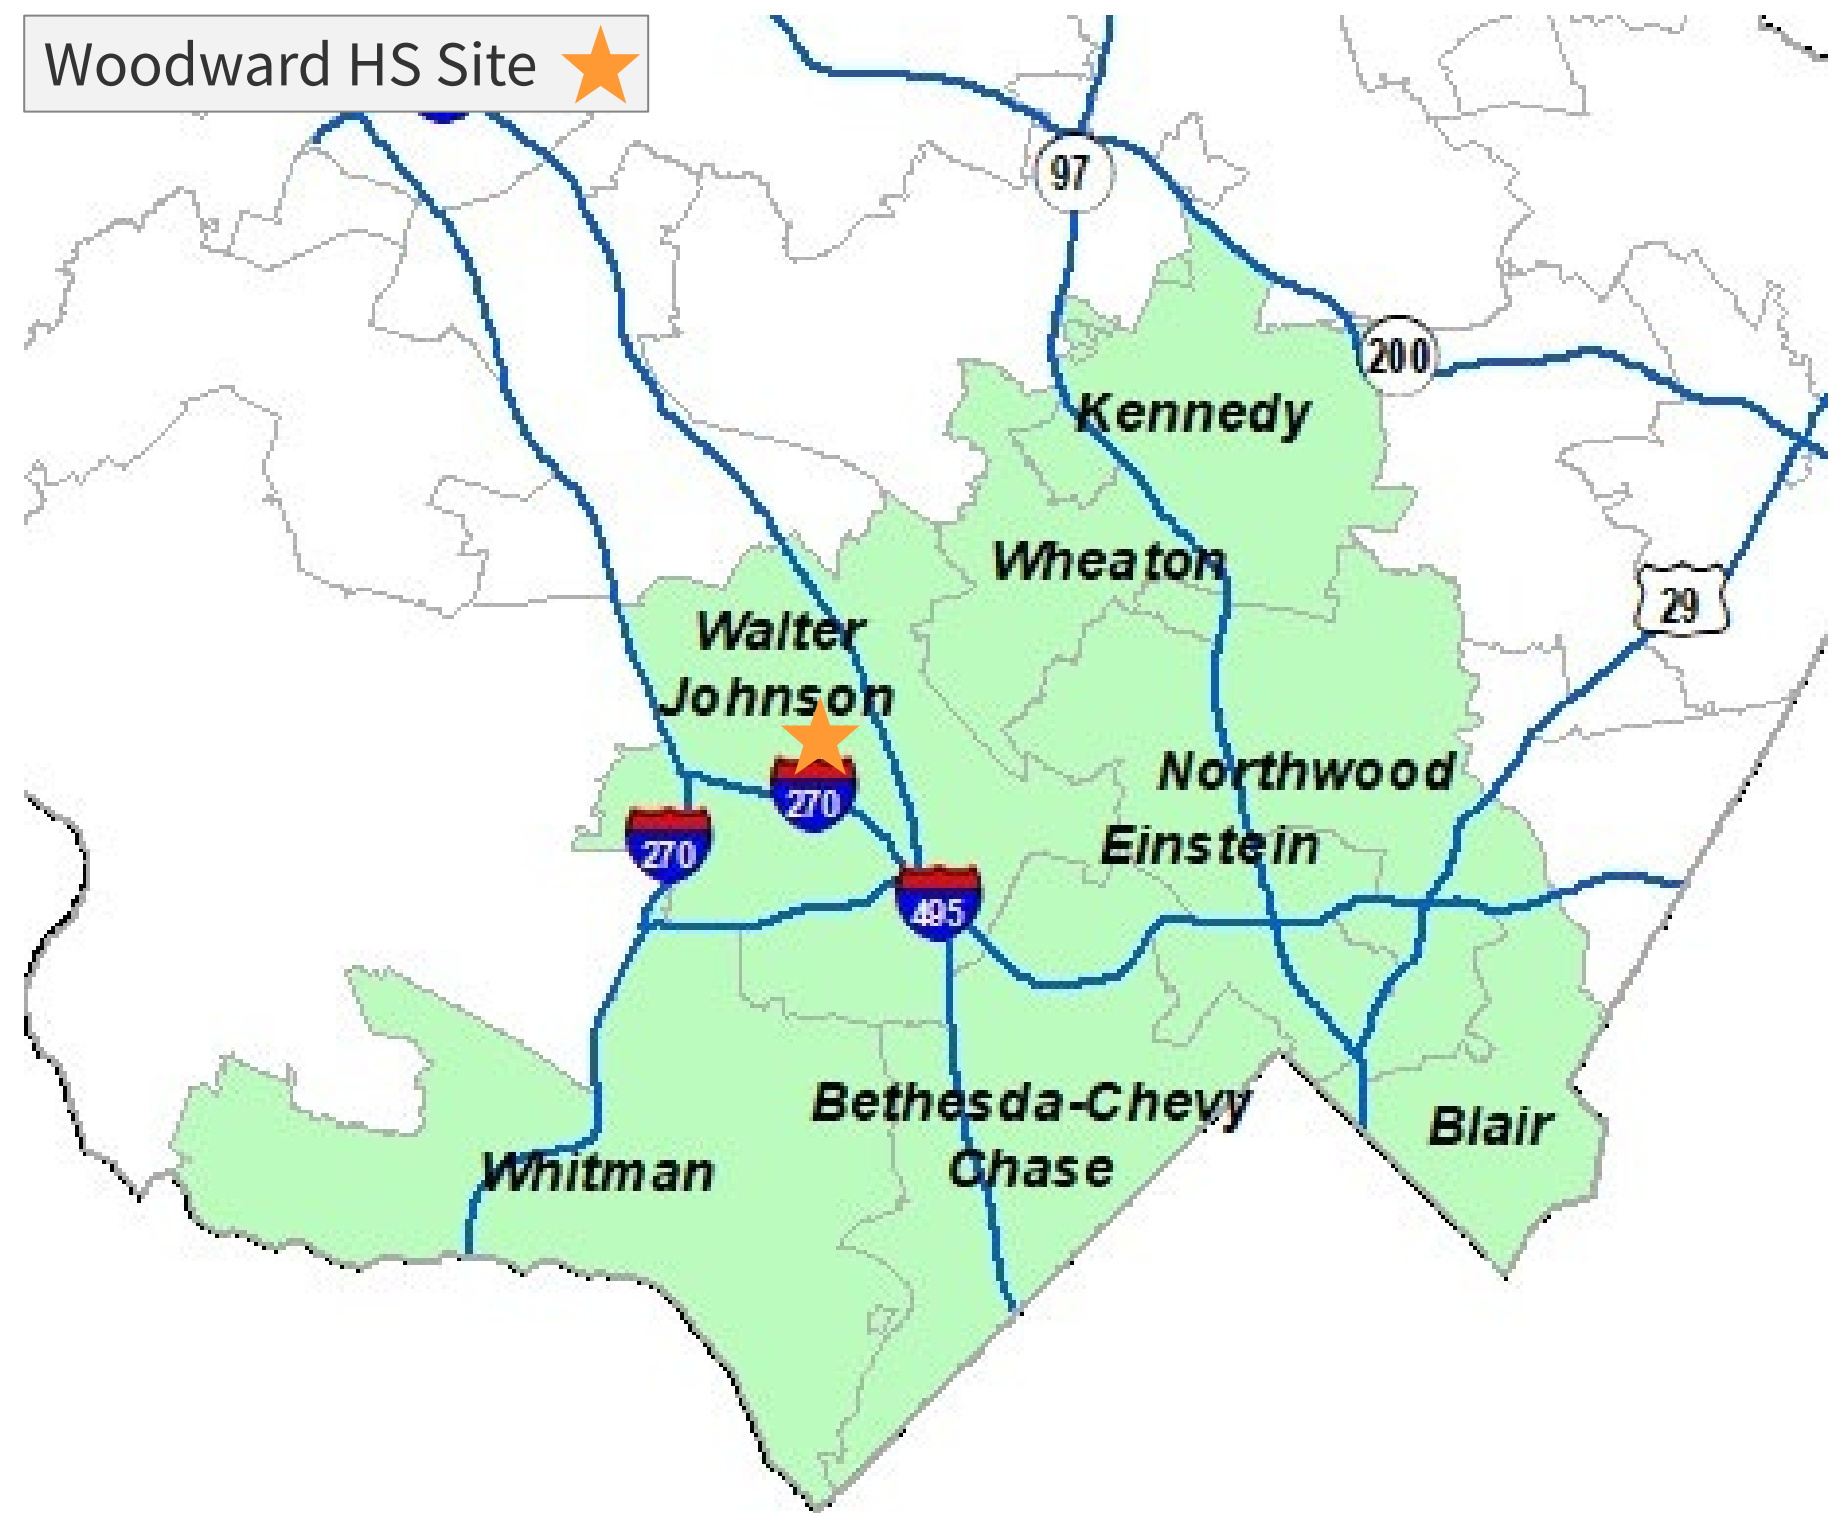 Woodward HS Site
97
200
Kennedy
Wheaton
29
Walter
Johnson
270
Northwood
270
Einstein
495
Bethesda-Chevy
Chase
Blair
Whitman